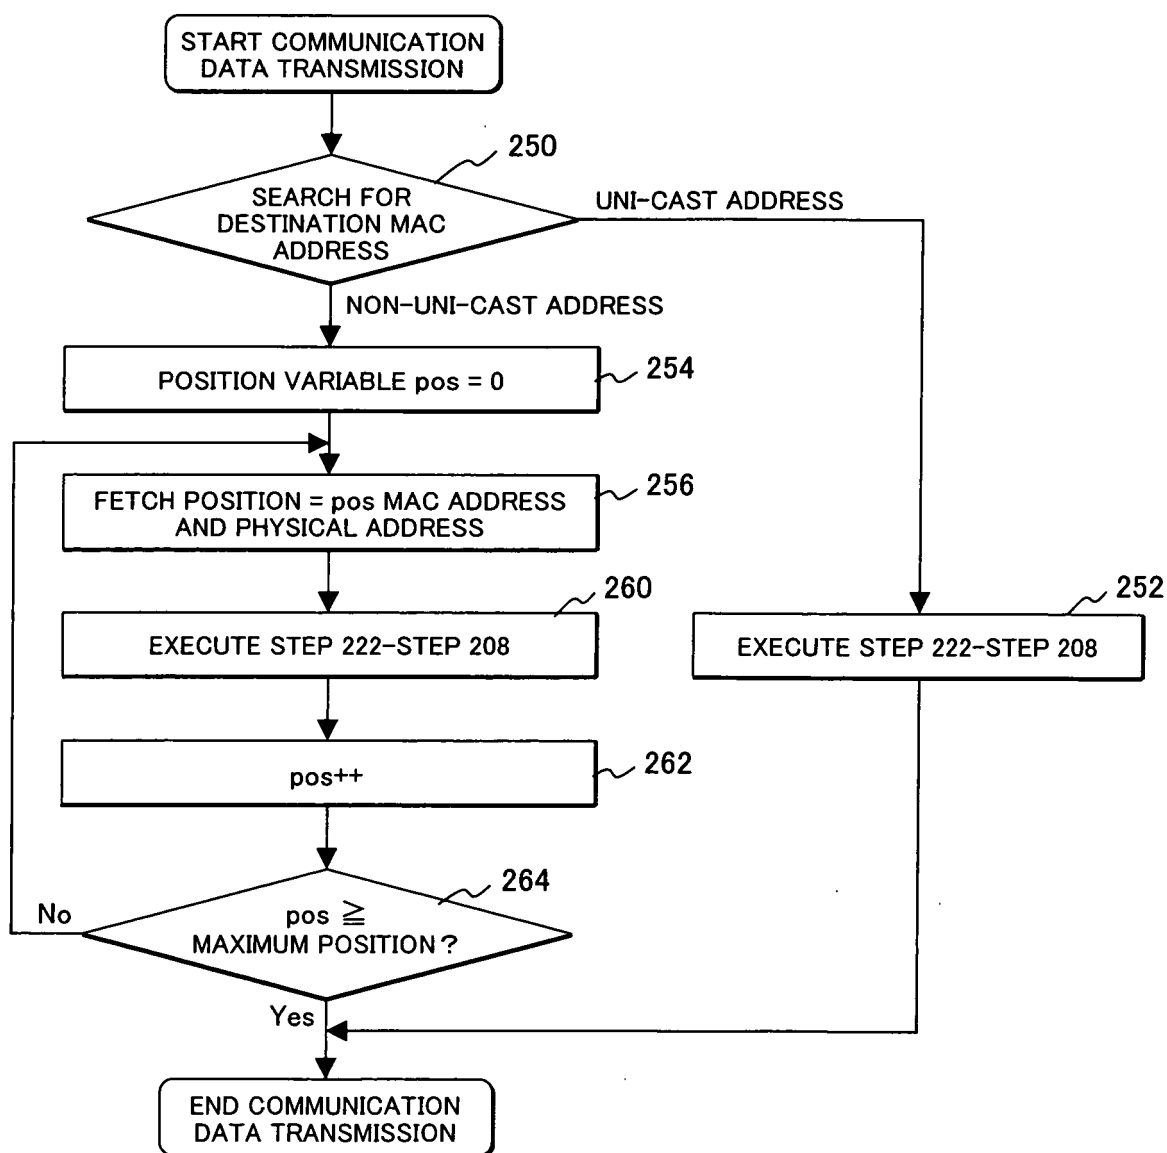 START COMMUNICATION
DATA TRANSMISSION
250
SEARCH FOR
DESTINATION MAC
ADDRESS
UNI-CAST ADDRESS
NON-UNI-CAST ADDRESS
POSITION VARIABLE pos = 0
254
FETCH POSITION = pos MAC ADDRESS
AND PHYSICAL ADDRESS
256
260
EXECUTE STEP 222-STEP 208
252
EXECUTE STEP 222-STEP 208
pos++
262
264
pos ≧
MAXIMUM POSITION ?
No
Yes
END COMMUNICATION
DATA TRANSMISSION